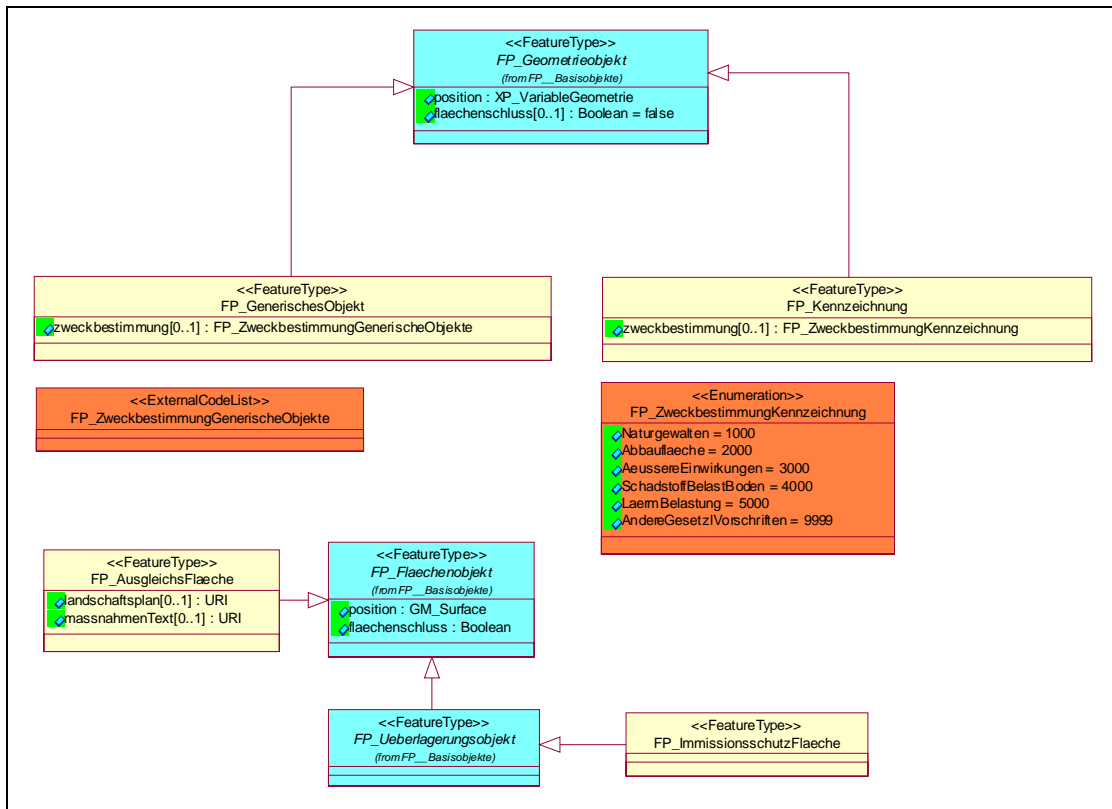 <<FeatureType>>
FP_Geometrieobjekt
(from FP__Basisobjekte)
position : XP_VariableGeometrie
flaechenschluss[0..1] : Boolean = false
<<FeatureType>>
FP_GenerischesObjekt
zweckbestimmung[0..1] : FP_ZweckbestimmungGenerischeObjekte
<<FeatureType>>
FP_Kennzeichnung
zweckbestimmung[0..1] : FP_ZweckbestimmungKennzeichnung
<<ExternalCodeList>>
FP_ZweckbestimmungGenerischeObjekte
<<Enumeration>>
FP_ZweckbestimmungKennzeichnung
Naturgewalten = 1000
Abbauflaeche = 2000
AeussereEinwirkungen = 3000
SchadstoffBelastBoden = 4000
LaermBelastung = 5000
AndereGesetzlVorschriften = 9999
<<FeatureType>>
FP_AusgleichsFlaeche
landschaftsplan[0..1] : URI
massnahmenText[0..1] : URI
<<FeatureType>>
FP_Flaechenobjekt
(from FP__Basisobjekte)
position : GM_Surface
flaechenschluss : Boolean
<<FeatureType>>
FP_Ueberlagerungsobjekt
(from FP__Basisobjekte)
<<FeatureType>>
FP_ImmissionsschutzFlaeche